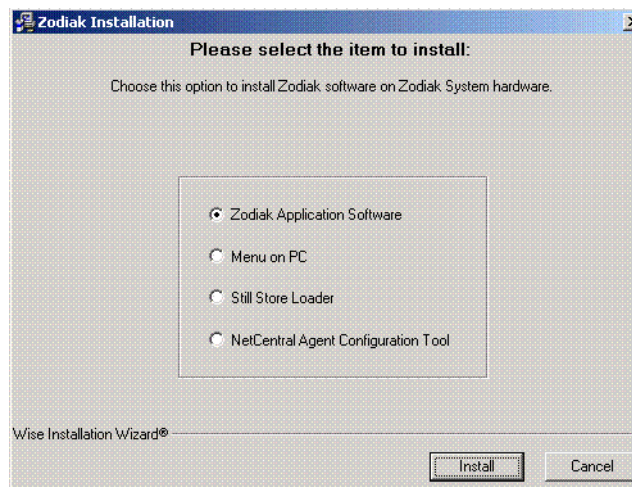 Zodiak Installation
Please select the item to install:
Choose this option to install Zodiak software on Zodiak System hardware.
Zodiak Application Software
Menu on PC
Still Store Loader
NetCentral Agent Configuration Tool
Wise Installation Wizard®
Install
Cancel